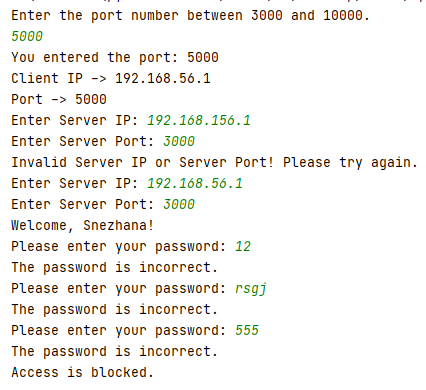 Enter the port number between 3000 and 10000.
5000
You entered the port: 5000
Client IP -> 192.168.56.1
Port -> 5000
Enter Server IP: 192.168.156.1
Enter Server Port: 3000
Invalid Server IP or Server Port! Please try again.
Enter Server IP: 192.168.56.1
Enter Server Port: 3000
Welcome, Snezhana!
Please enter your password: 12
The password is incorrect.
Please enter your password: rsgj
The password is incorrect.
Please enter your password: 555
The password is incorrect.
Access is blocked.